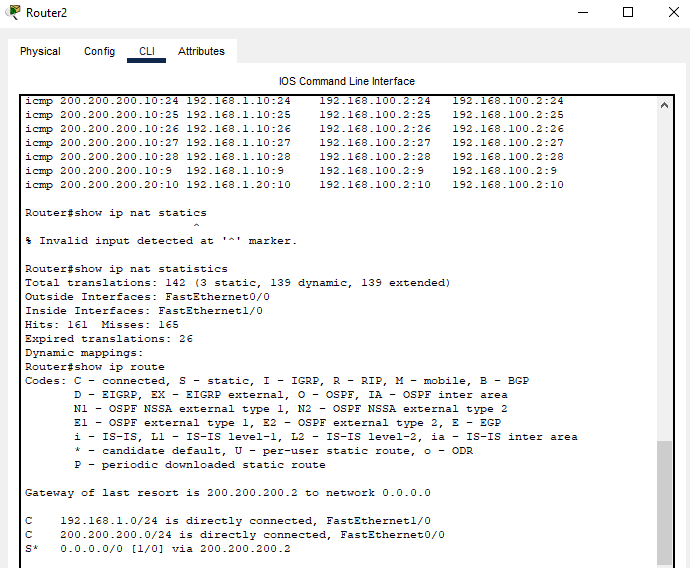 Router2
Physical Config CLI Attributes
IOS Command Line Interface
icmp 200.200.200.10:24 192.168.1.10:24 192.168.100.2:24 192.168.100.2:24
icmp 200.200.200.10:25 192.168.1.10:25 192.168.100.2:25 192.168.100.2:25
icmp 200.200.200.10:26 192.168.1.10:26 192.168.100.2:26 192.168.100.2:26
icmp 200.200.200.10:27 192.168.1.10:27 192.168.100.2:27 192.168.100.2:27
icmp 200.200.200.10:28 192.168.1.10:28 192.168.100.2:28 192.168.100.2:28
icmp 200.200.200.10:9 192.168.1.10:9 192.168.100.2:9 192.168.100.2:9
icmp 200.200.200.20:10 192.168.1.20:10 192.168.100.2:10 192.168.100.2:10
Router#show ip nat statics
^
% Invalid input detected at '^' marker.
Router#show ip nat statistics
Total translations: 142 (3 static, 139 dynamic, 139 extended)
Outside Interfaces: FastEthernet0/0
Inside Interfaces: FastEthernet1/0
Hits: 161 Misses: 165
Expired translations: 26
Dynamic mappings:
Router#show ip route
Codes: C - connected, S - static, I - IGRP, R - RIP, M - mobile, B - BGP
D - EIGRP, EX - EIGRP external, O - OSPF, IA - OSPF inter area
N1 - OSPF NSSA external type 1, N2 - OSPF NSSA external type 2
E1 - OSPF external type 1, E2 - OSPF external type 2, E - EGP
i - IS-IS, L1 - IS-IS level-1, L2 - IS-IS level-2, ia - IS-IS inter area
* - candidate default, U - per-user static route, o - ODR
P - periodic downloaded static route
Gateway of last resort is 200.200.200.2 to network 0.0.0.0
C 192.168.1.0/24 is directly connected, FastEthernet1/0
C 200.200.200.0/24 is directly connected, FastEthernet0/0
S* 0.0.0.0/0 [1/0] via 200.200.200.2